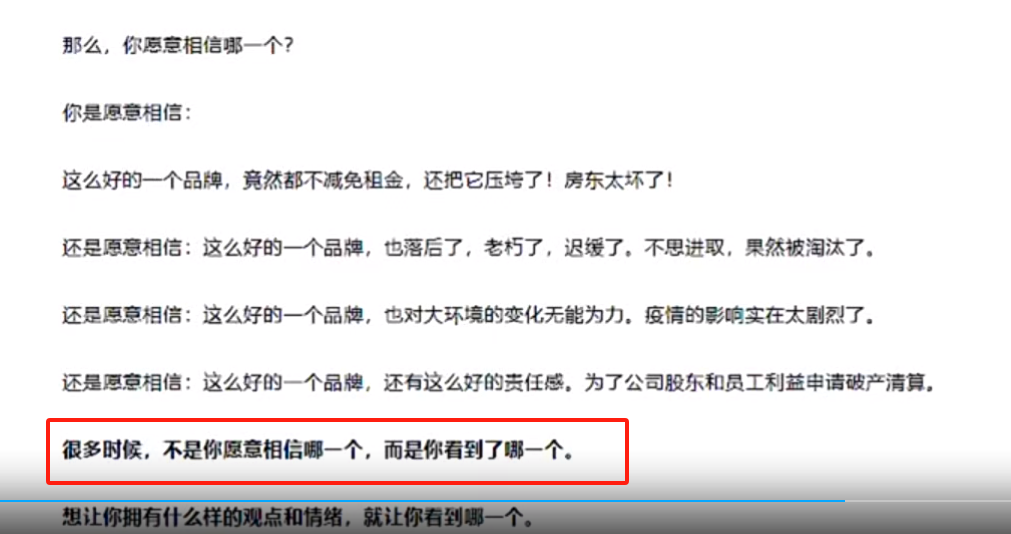 那么，你愿意相信哪一个？
你是愿意相信：
这么好的一个品牌，竟然都不减免租金，还把它压垮了！房东太坏了！
还是愿意相信：这么好的一个品牌，也落后了，老朽了，迟缓了。不思进取，果然被淘汰了。
还是愿意相信：这么好的一个品牌，也对大环境的变化无能为力。疫情的影响实在太剧烈了。
还是愿意相信：这么好的一个品牌，还有这么好的责任感。为了公司股东和员工利益申请破产清算。
很多时候，不是你愿意相信哪一个，而是你看到了哪一个。
想让你拥有什么样的观点和情绪，就让你看到哪一个。